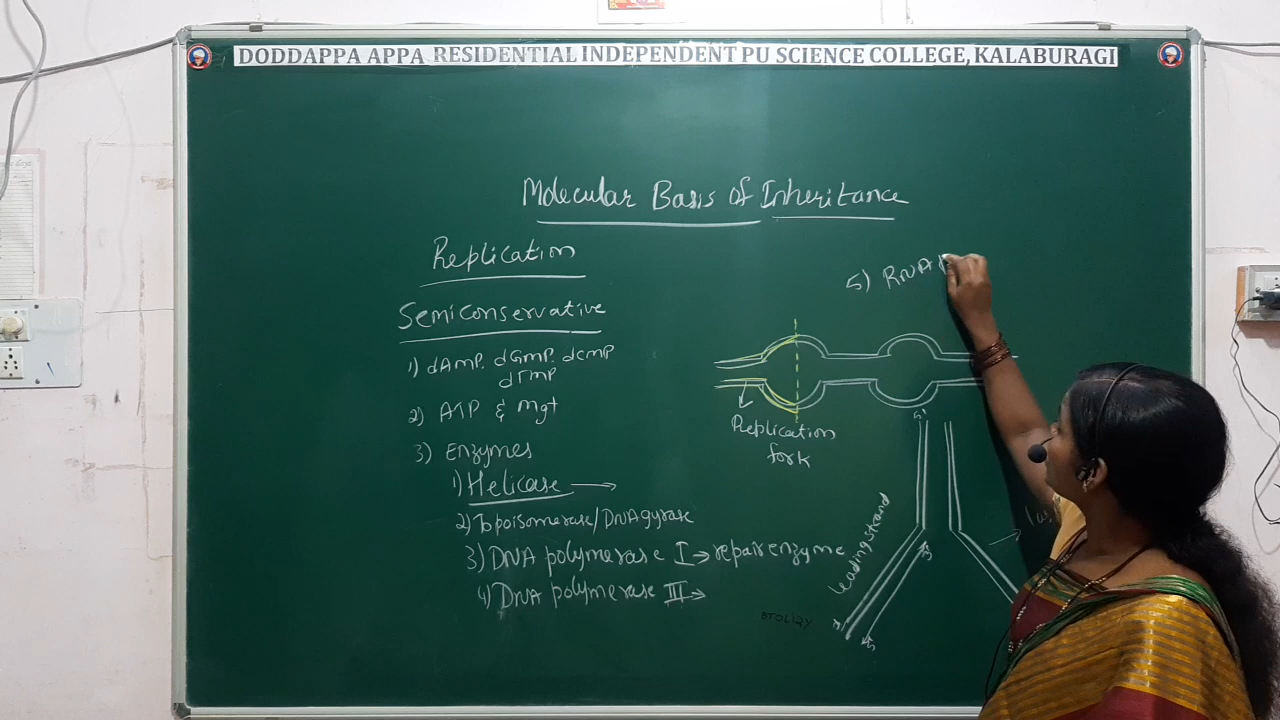 DODDAPPA APPA RESIDENTIAL INDEPENDENT PU SCIENCE COLLEGE, KALABURAGI
Molecular Basis of Inheritance
Replication
Semiconservative
1) dAMP. dGMP. dCMP
dTMP
2) ATP & Mg+
3) Enzymes
1) Helicase →
2) Topoisomerase/DNA gyrase
3) DNA polymerase I → repair enzyme
4) DNA polymerase III →
5) RNA
Replication
fork
5'
Leading strand